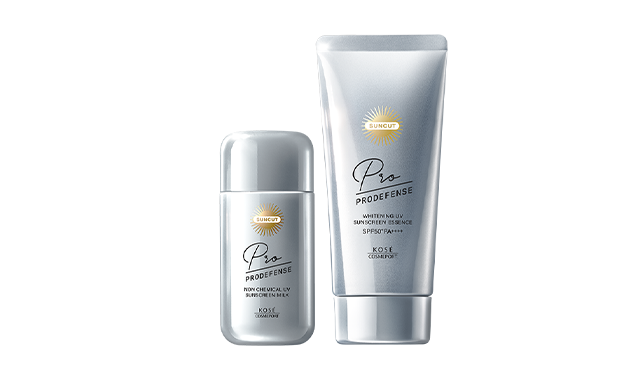 SUNCUT
Pro
PRODEFENSE
NON CHEMICAL UV
SUNSCREEN MILK
KOSÉ
COSMEPORT
SUNCUT
Pro
PRODEFENSE
WHITENING UV
SUNSCREEN ESSENCE
SPF50+PA++++
KOSÉ
COSMEPORT